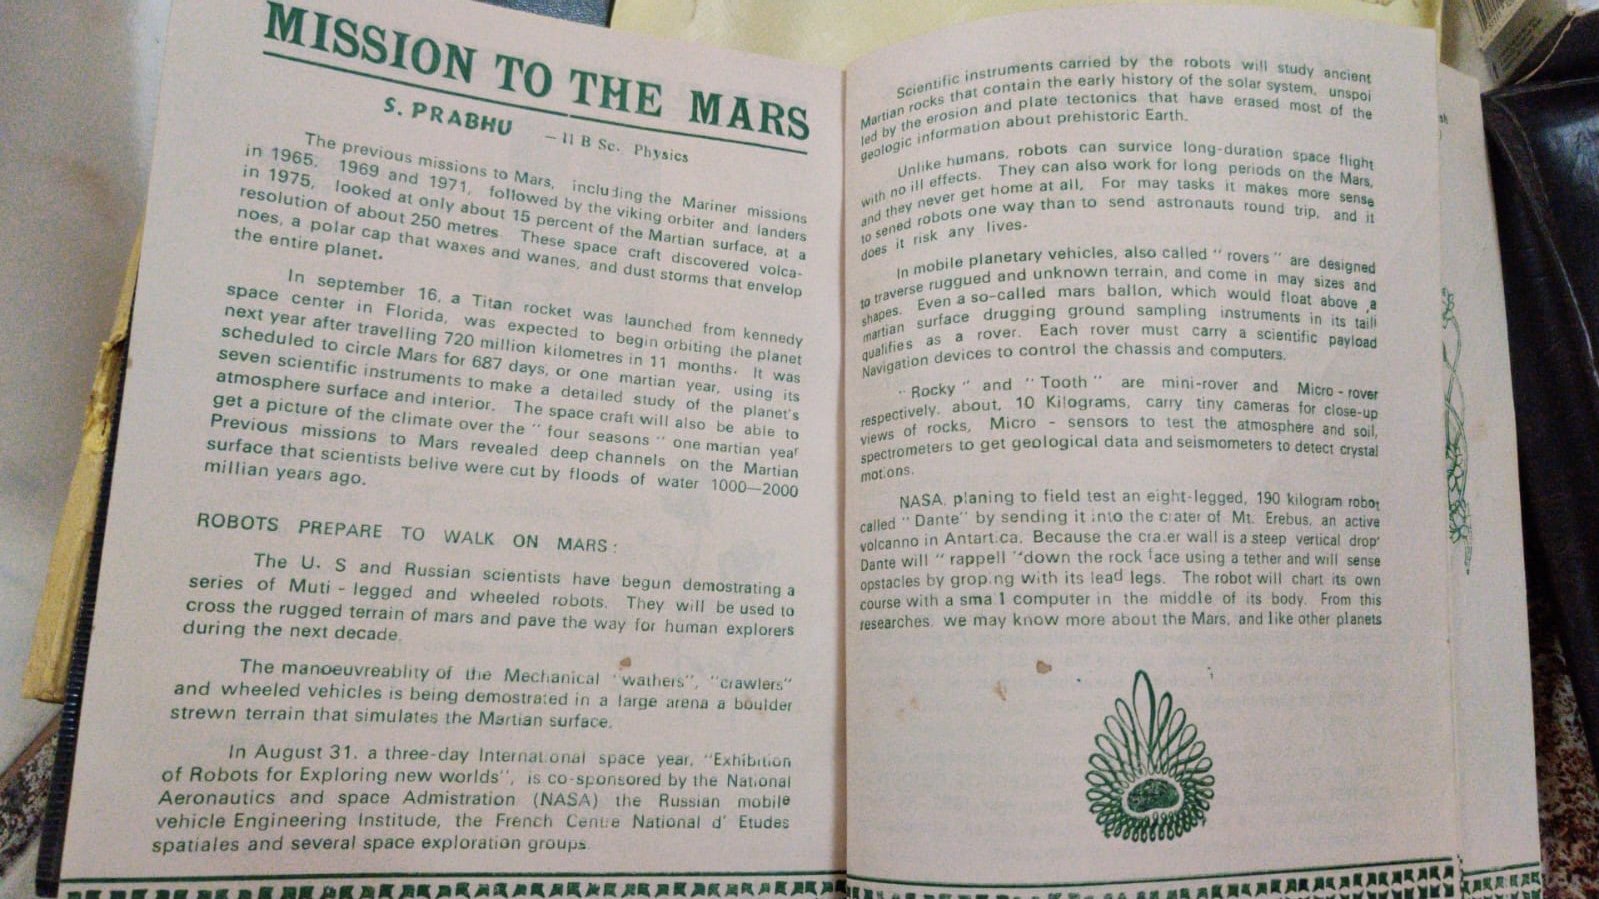 MISSION TO THE MARS
S. PRABHU
– II B Sc. Physics
The previous missions to Mars, including the Mariner missions
in 1965, 1969 and 1971, followed by the viking orbiter and landers
in 1975, looked at only about 15 percent of the Martian surface, at a
resolution of about 250 metres. These space craft discovered volca-
noes, a polar cap that waxes and wanes, and dust storms that envelop
the entire planet.
In september 16, a Titan rocket was launched from kennedy
space center in Florida, was expected to begin orbiting the planet
next year after travelling 720 million kilometres in 11 months. It was
scheduled to circle Mars for 687 days, or one martian year, using its
seven scientific instruments to make a detailed study of the planet's
atmosphere surface and interior. The space craft will also be able to
get a picture of the climate over the " four seasons " one martian year
Previous missions to Mars revealed deep channels on the Martian
surface that scientists belive were cut by floods of water 1000—2000
millian years ago.
ROBOTS PREPARE TO WALK ON MARS :
The U. S and Russian scientists have begun demostrating a
series of Muti - legged and wheeled robots. They will be used to
cross the rugged terrain of mars and pave the way for human explorers
during the next decade.
The manoeuvreablity of the Mechanical "wathers", "crawlers"
and wheeled vehicles is being demostrated in a large arena a boulder
strewn terrain that simulates the Martian surface.
In August 31, a three-day International space year, "Exhibition
of Robots for Exploring new worlds", is co-sponsored by the National
Aeronautics and space Admistration (NASA) the Russian mobile
vehicle Engineering Institude, the French Centre National d' Etudes
spatiales and several space exploration groups.
Scientific instruments carried by the robots will study ancient
Martian rocks that contain the early history of the solar system, unspoi
led by the erosion and plate tectonics that have erased most of the
geologic information about prehistoric Earth.
Unlike humans, robots can survice long-duration space flight
with no ill effects. They can also work for long periods on the Mars,
and they never get home at all, For may tasks it makes more sense
to sened robots one way than to send astronauts round trip, and it
does it risk any lives.
In mobile planetary vehicles, also called " rovers " are designed
to traverse ruggued and unknown terrain, and come in may sizes and
shapes. Even a so-called mars ballon, which would float above a
martian surface drugging ground sampling instruments in its taill
qualifies as a rover. Each rover must carry a scientific payload
Navigation devices to control the chassis and computers.
" Rocky " and " Tooth " are mini-rover and Micro - rover
respectively. about, 10 Kilograms, carry tiny cameras for close-up
views of rocks, Micro - sensors to test the atmosphere and soil,
spectrometers to get geological data and seismometers to detect crystal
motions.
NASA, planing to field test an eight-legged, 190 kilogram robot
called " Dante" by sending it into the crater of Mt. Erebus, an active
volcanno in Antartica. Because the crater wall is a steep vertical drop'
Dante will " rappell " down the rock face using a tether and will sense
opstacles by groping with its lead legs. The robot will chart its own
course with a small computer in the middle of its body. From this
researches, we may know more about the Mars, and like other planets